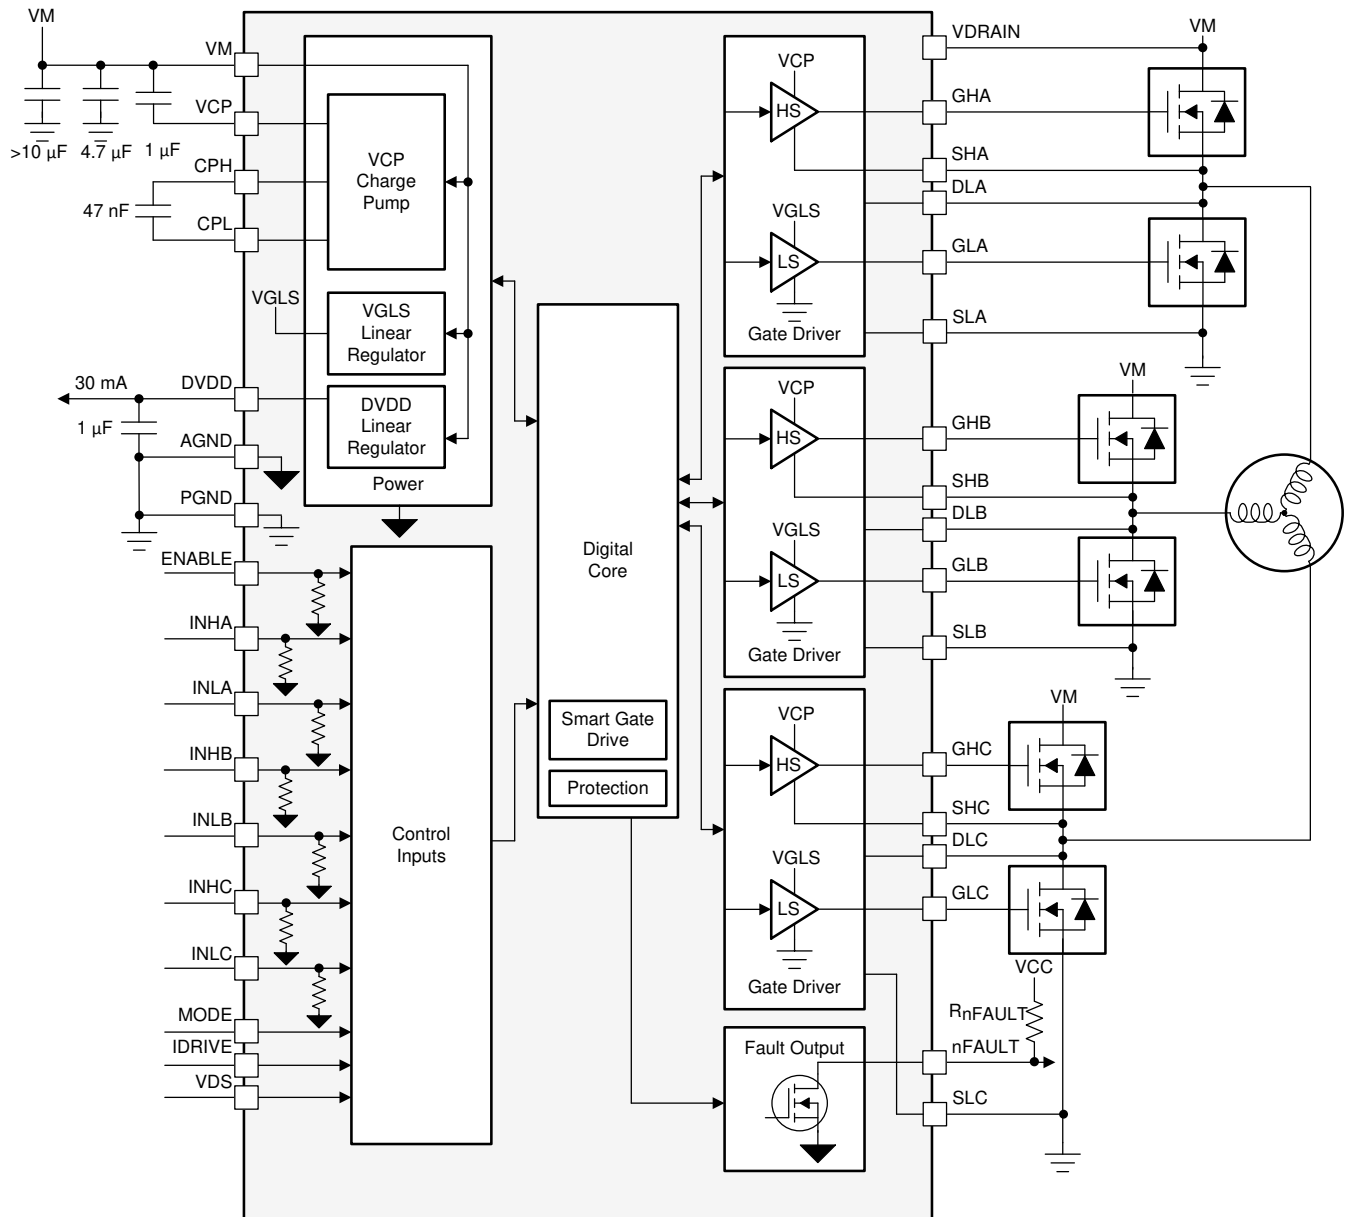 VM
VM
VCP
>10 µF
4.7 µF
1 µF
CPH
47 nF
CPL
VCP
Charge
Pump
VGLS
VGLS
Linear
Regulator
30 mA
DVDD
1 µF
DVDD
Linear
Regulator
AGND
Power
PGND
ENABLE
INHA
INLA
INHB
INLB
INHC
INLC
MODE
IDRIVE
VDS
Control
Inputs
Digital
Core
Smart Gate
Drive
Protection
VCP
HS
VGLS
LS
Gate Driver
VCP
HS
VGLS
LS
Gate Driver
VCP
HS
VGLS
LS
Gate Driver
Fault Output
VDRAIN
VM
GHA
SHA
DLA
GLA
SLA
VM
GHB
SHB
DLB
GLB
SLB
VM
GHC
SHC
DLC
GLC
VCC
RnFAULT
nFAULT
SLC